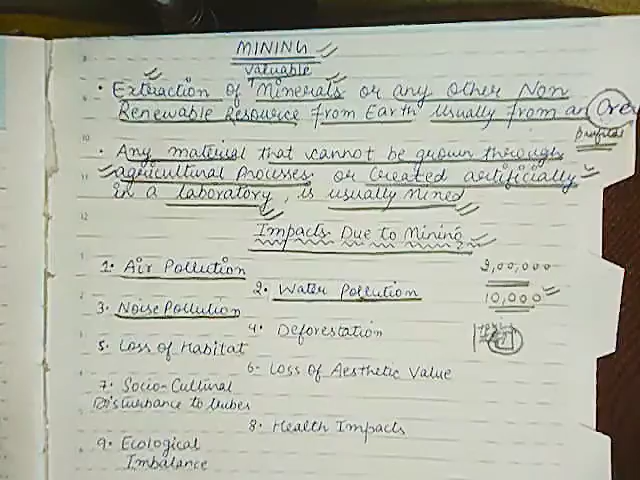 MINING
Valuable
• Extraction of Minerals or any other Non
Renewable Resource from Earth Usually from an Ore
• Any material that cannot be grown through
agricultural processes or Created artificially
in a laboratory, is usually Mined
Impacts Due to Mining
1. Air Pollution
2. Water Pollution
3. Noise Pollution
4. Deforestation
5. Loss of Habitat
6. Loss of Aesthetic Value
7. Socio-Cultural
Disturbance to tribes
8. Health Impacts
9. Ecological
Imbalance
2,00,000
10,000